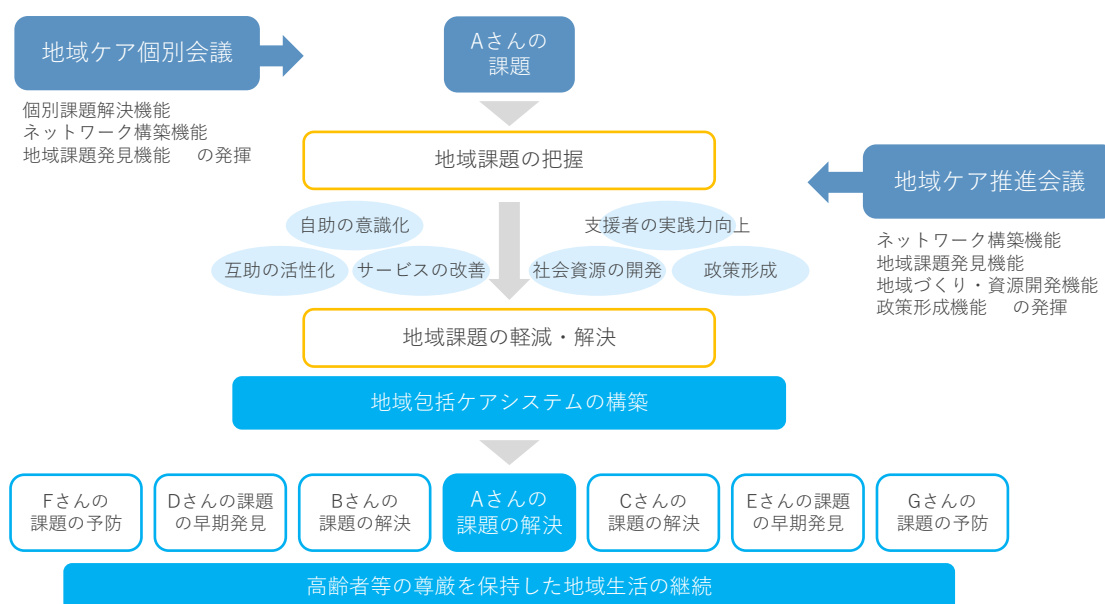 地域ケア個別会議
個別課題解決機能
ネットワーク構築機能
地域課題発見機能　の発揮
Aさんの
課題
地域課題の把握
地域ケア推進会議
ネットワーク構築機能
地域課題発見機能
地域づくり・資源開発機能
政策形成機能　の発揮
自助の意識化
支援者の実践力向上
互助の活性化
サービスの改善
社会資源の開発
政策形成
地域課題の軽減・解決
地域包括ケアシステムの構築
Fさんの
課題の予防
Dさんの課題
の早期発見
Bさんの
課題の解決
Aさんの
課題の解決
Cさんの
課題の解決
Eさんの課題
の早期発見
Gさんの
課題の予防
高齢者等の尊厳を保持した地域生活の継続